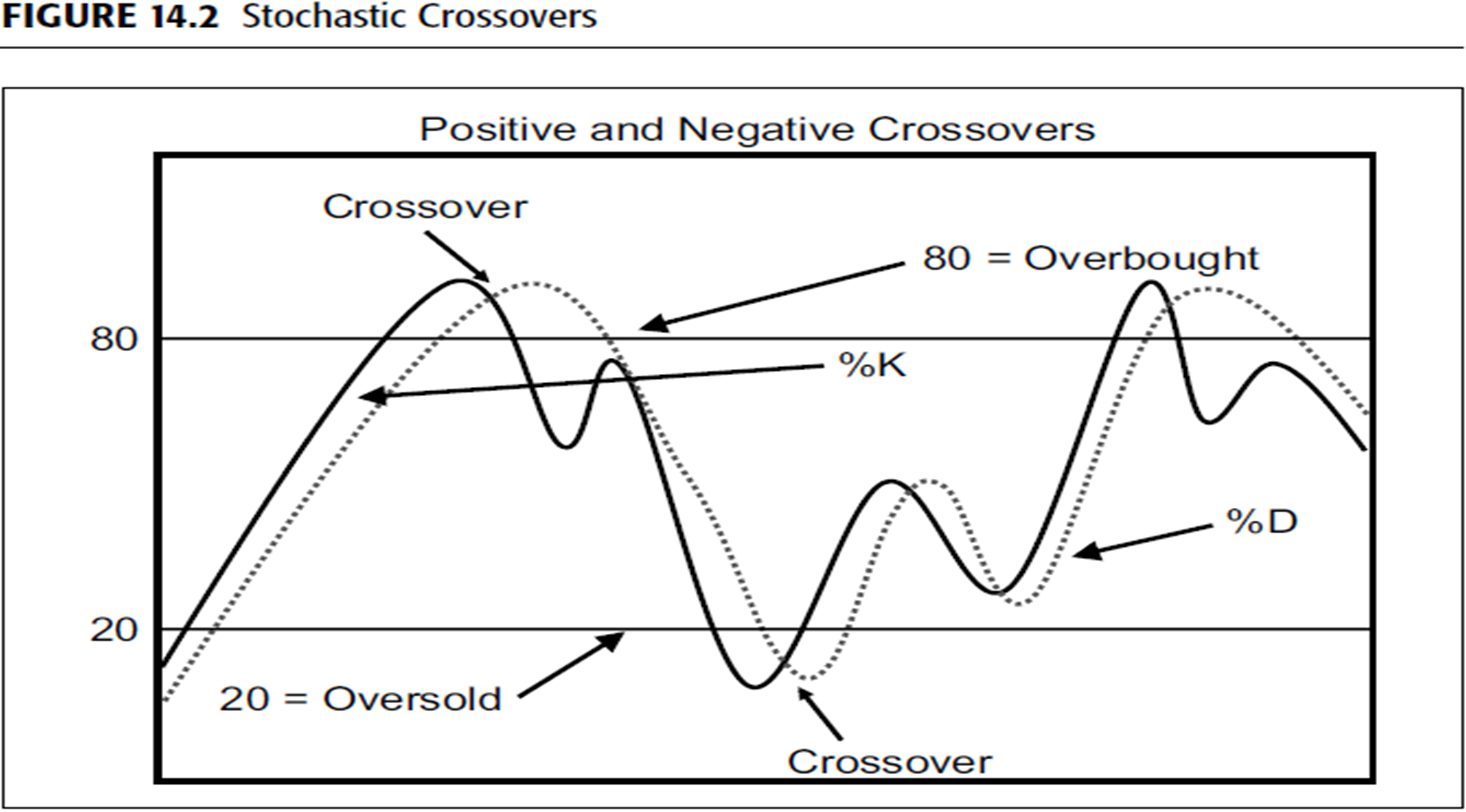 FIGURE 14.2 Stochastic Crossovers
Positive and Negative Crossovers
Crossover
80 = Overbought
80
%K
%D
20
20 = Oversold
Crossover